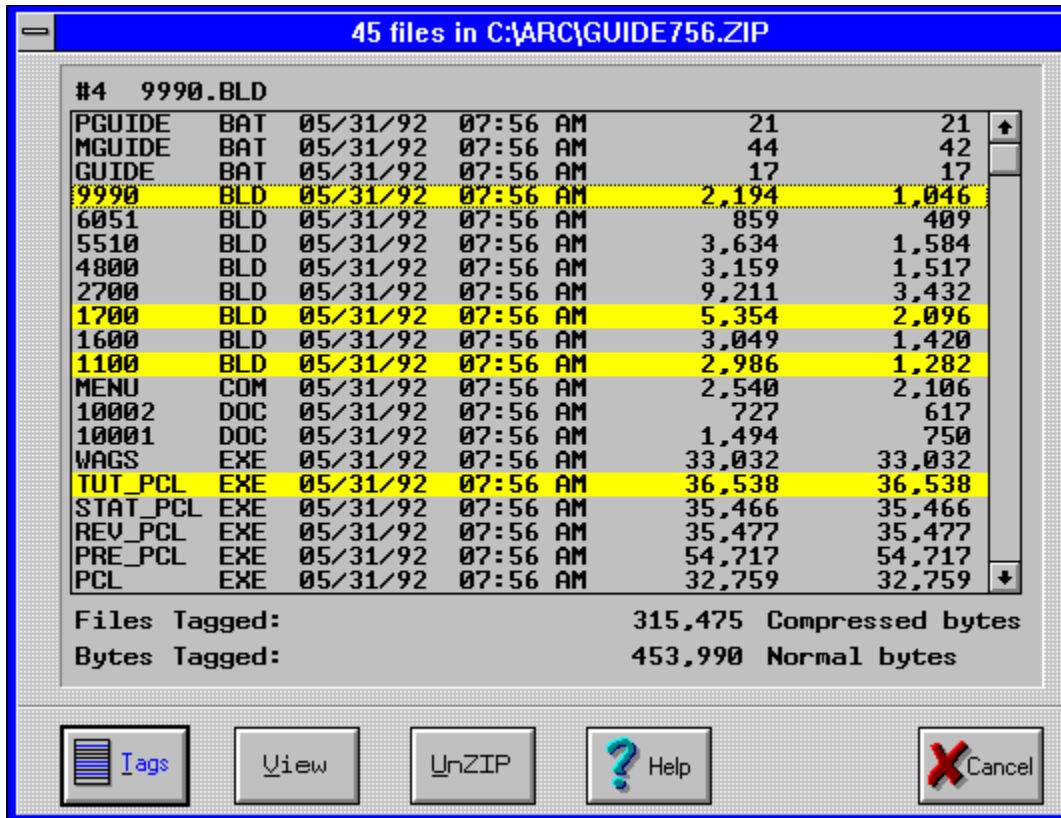 45 files in C:\ARC\GUIDE756.ZIP
#4 9990.BLD
PGUIDE BAT 05/31/92 07:56 AM 21 21
MGUIDE BAT 05/31/92 07:56 AM 44 42
GUIDE BAT 05/31/92 07:56 AM 17 17
9990 BLD 05/31/92 07:56 AM 2,194 1,046
6051 BLD 05/31/92 07:56 AM 859 409
5510 BLD 05/31/92 07:56 AM 3,634 1,584
4800 BLD 05/31/92 07:56 AM 3,159 1,517
2700 BLD 05/31/92 07:56 AM 9,211 3,432
1700 BLD 05/31/92 07:56 AM 5,354 2,096
1600 BLD 05/31/92 07:56 AM 3,049 1,420
1100 BLD 05/31/92 07:56 AM 2,986 1,282
MENU COM 05/31/92 07:56 AM 2,540 2,106
10002 DOC 05/31/92 07:56 AM 727 617
10001 DOC 05/31/92 07:56 AM 1,494 750
WAGS EXE 05/31/92 07:56 AM 33,032 33,032
TUT_PCL EXE 05/31/92 07:56 AM 36,538 36,538
STAT_PCL EXE 05/31/92 07:56 AM 35,466 35,466
REV_PCL EXE 05/31/92 07:56 AM 35,477 35,477
PRE_PCL EXE 05/31/92 07:56 AM 54,717 54,717
PCL EXE 05/31/92 07:56 AM 32,759 32,759
Files Tagged: 315,475 Compressed bytes
Bytes Tagged: 453,990 Normal bytes
Tags View UnZIP ? Help Cancel